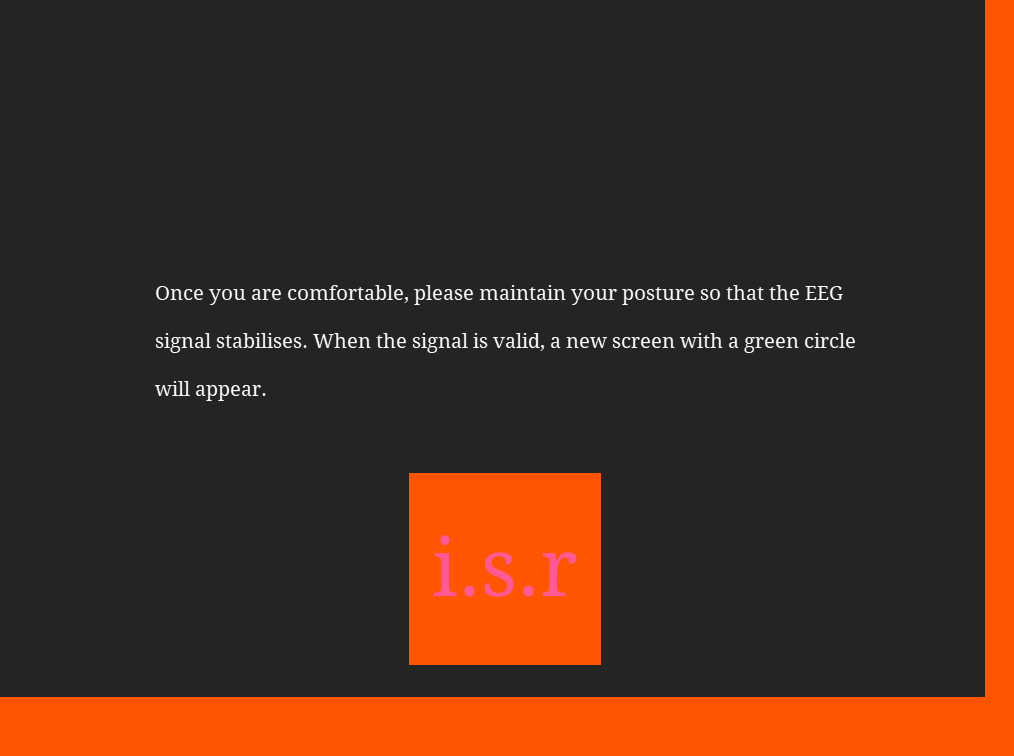 Once you are comfortable, please maintain your posture so that the EEG
signal stabilises. When the signal is valid, a new screen with a green circle
will appear.
i.s.r